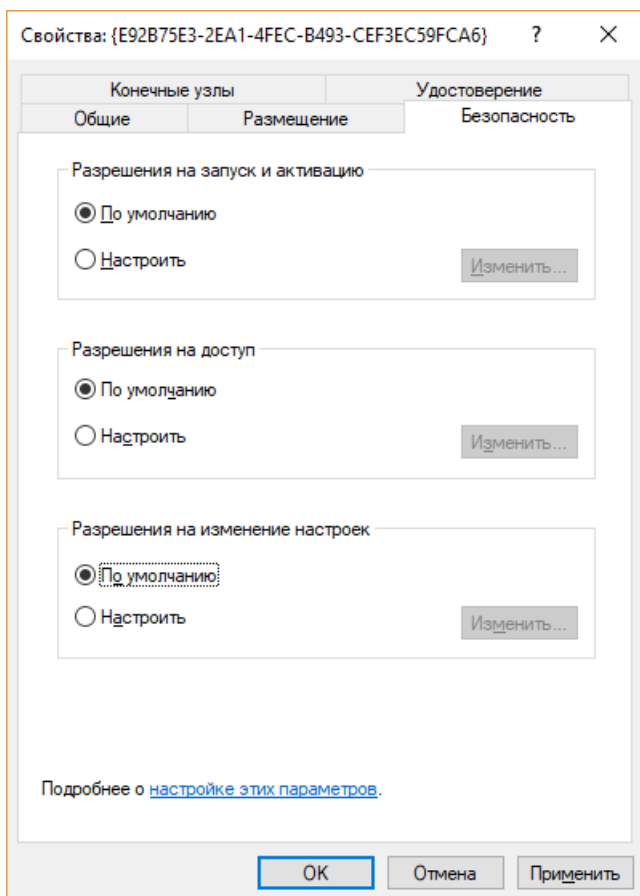 Свойства: {E92B75E3-2EA1-4FEC-B493-CEF3EC59FCA6} ? ×
Конечные узлы Удостоверение
Общие Размещение Безопасность
Разрешения на запуск и активацию
По умолчанию
Настроить Изменить...
Разрешения на доступ
По умолчанию
Настроить Изменить...
Разрешения на изменение настроек
По умолчанию
Настроить Изменить...
Подробнее о настройке этих параметров.
OK Отмена Применить